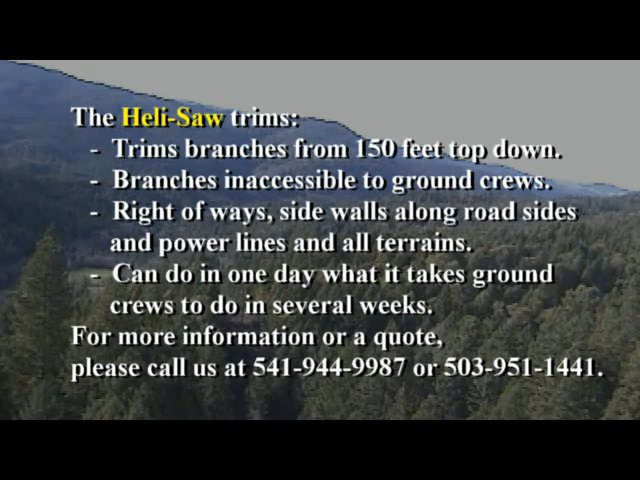 The Heli-Saw trims:
- Trims branches from 150 feet top down.
- Branches inaccessible to ground crews.
- Right of ways, side walls along road sides
and power lines and all terrains.
- Can do in one day what it takes ground
crews to do in several weeks.
For more information or a quote,
please call us at 541-944-9987 or 503-951-1441.